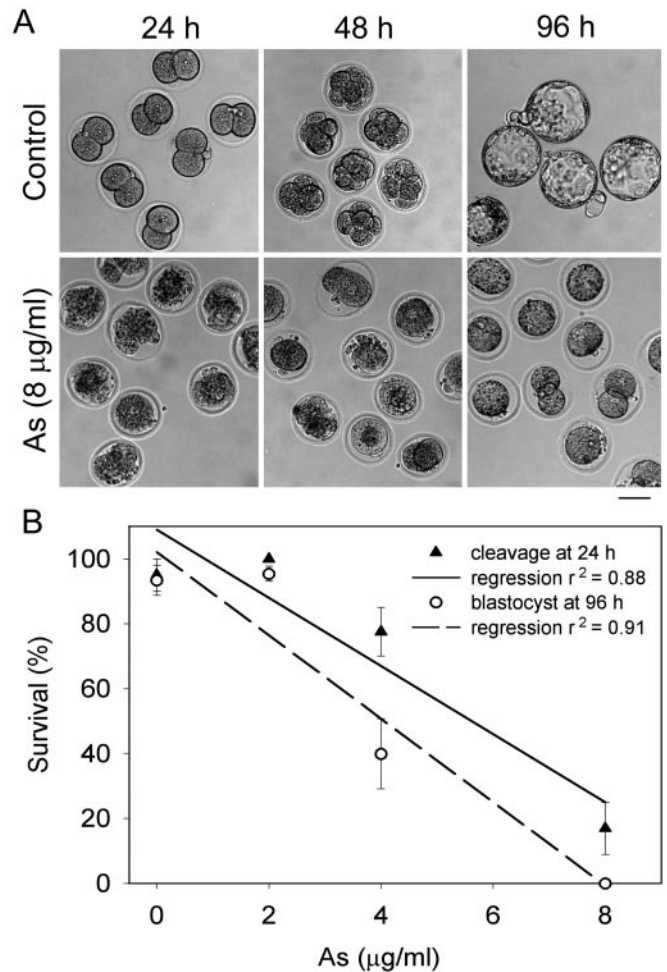 A
24 h 48 h 96 h
Control
As (8 μg/ml)
B
100
80
60
40
20
0
Survival (%)
cleavage at 24 h
regression r² = 0.88
blastocyst at 96 h
regression r² = 0.91
0 2 4 6 8
As (μg/ml)